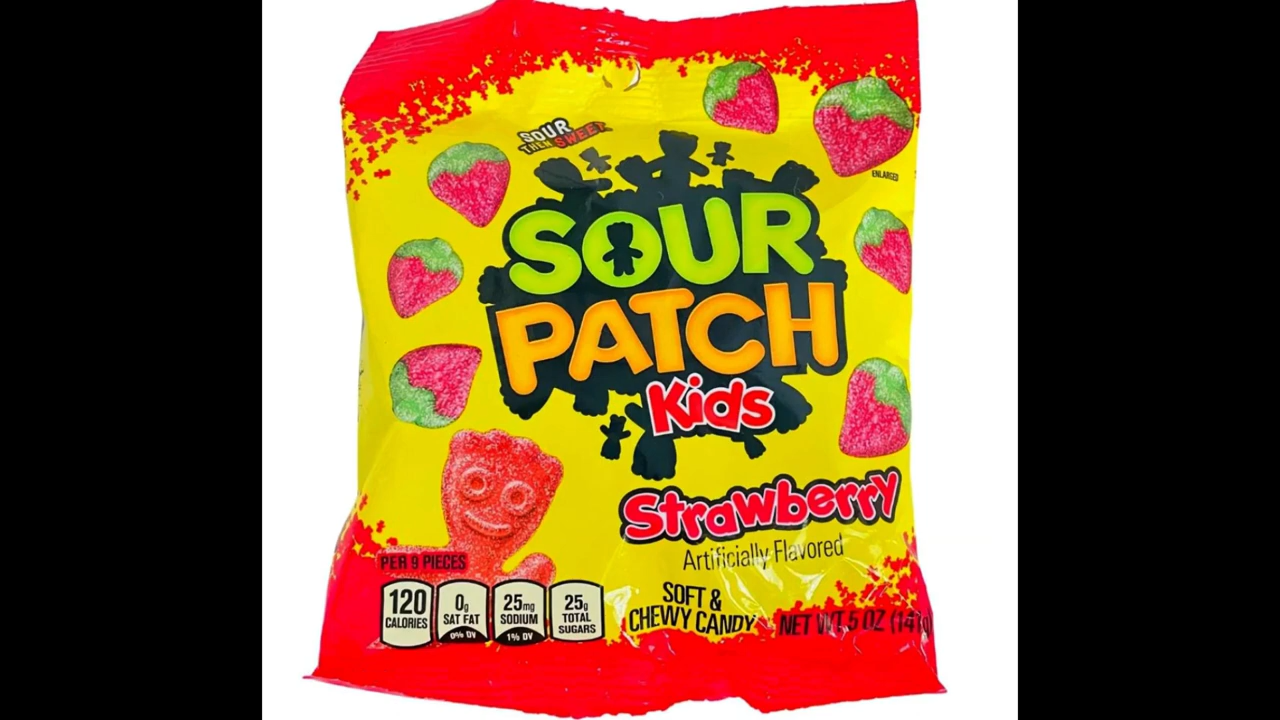 SOUR
THEN SWEET
ENLARGED
SOUR
PATCH
Kids
Strawberry
Artificially Flavored
PER 9 PIECES
120
CALORIES
0g
SAT FAT
0% DV
25mg
SODIUM
1% DV
25g
TOTAL
SUGARS
SOFT &
CHEWY CANDY
NET WT 5 OZ (141g)